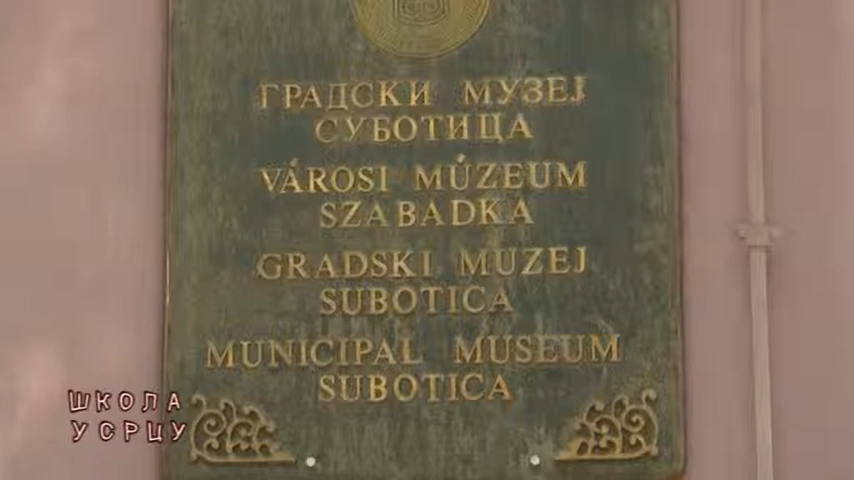 ГРАДСКИ МУЗЕЈ
СУБОТИЦА
VÁROSI MÚZEUM
SZABADKA
GRADSKI MUZEJ
SUBOTICA
MUNICIPAL MUSEUM
SUBOTICA
ШКОЛА
У СРЦУ